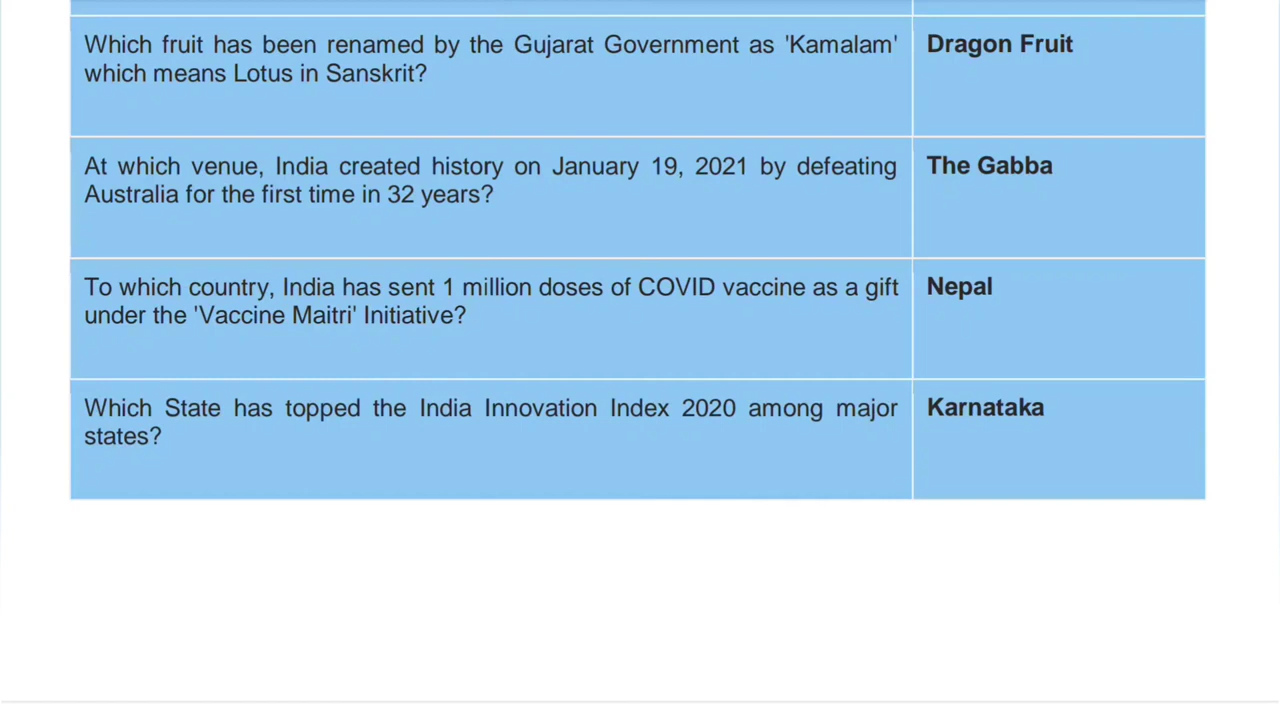 Which fruit has been renamed by the Gujarat Government as 'Kamalam'
which means Lotus in Sanskrit?
Dragon Fruit
At which venue, India created history on January 19, 2021 by defeating
Australia for the first time in 32 years?
The Gabba
To which country, India has sent 1 million doses of COVID vaccine as a gift
under the 'Vaccine Maitri' Initiative?
Nepal
Which State has topped the India Innovation Index 2020 among major
states?
Karnataka